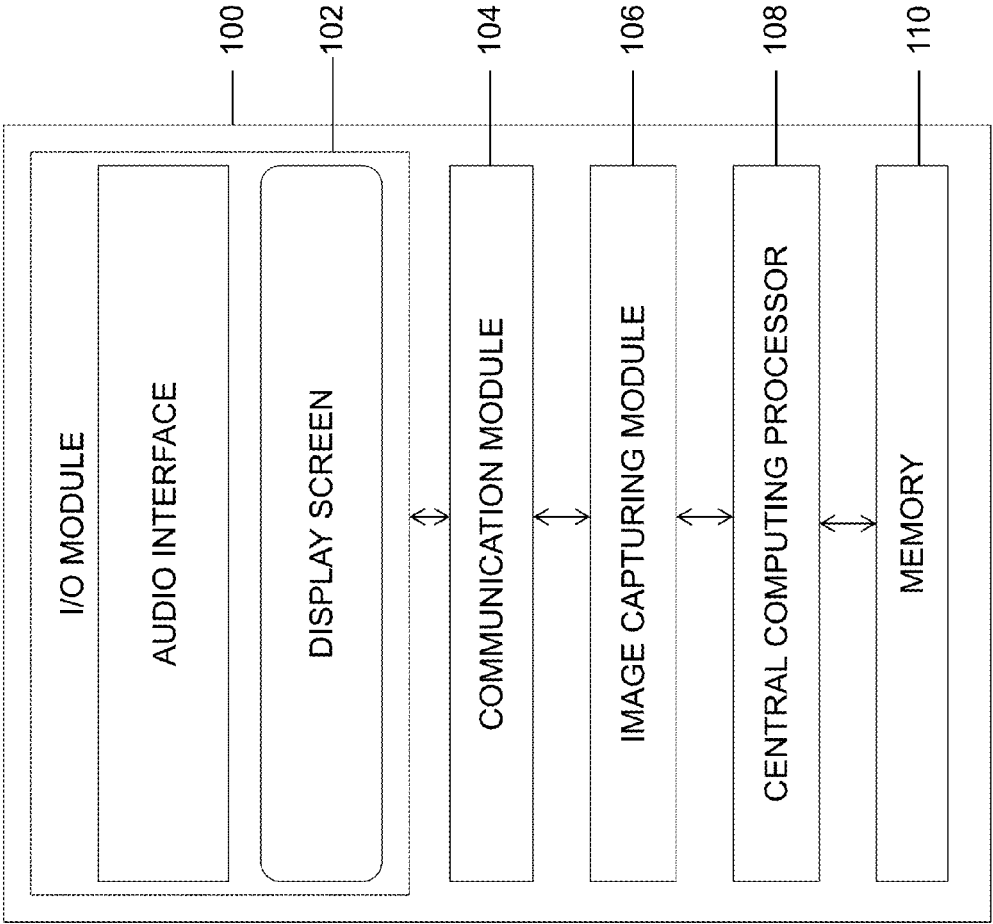 100
102
104
106
108
110
I/O MODULE
AUDIO INTERFACE
DISPLAY SCREEN
COMMUNICATION MODULE
IMAGE CAPTURING MODULE
CENTRAL COMPUTING PROCESSOR
MEMORY